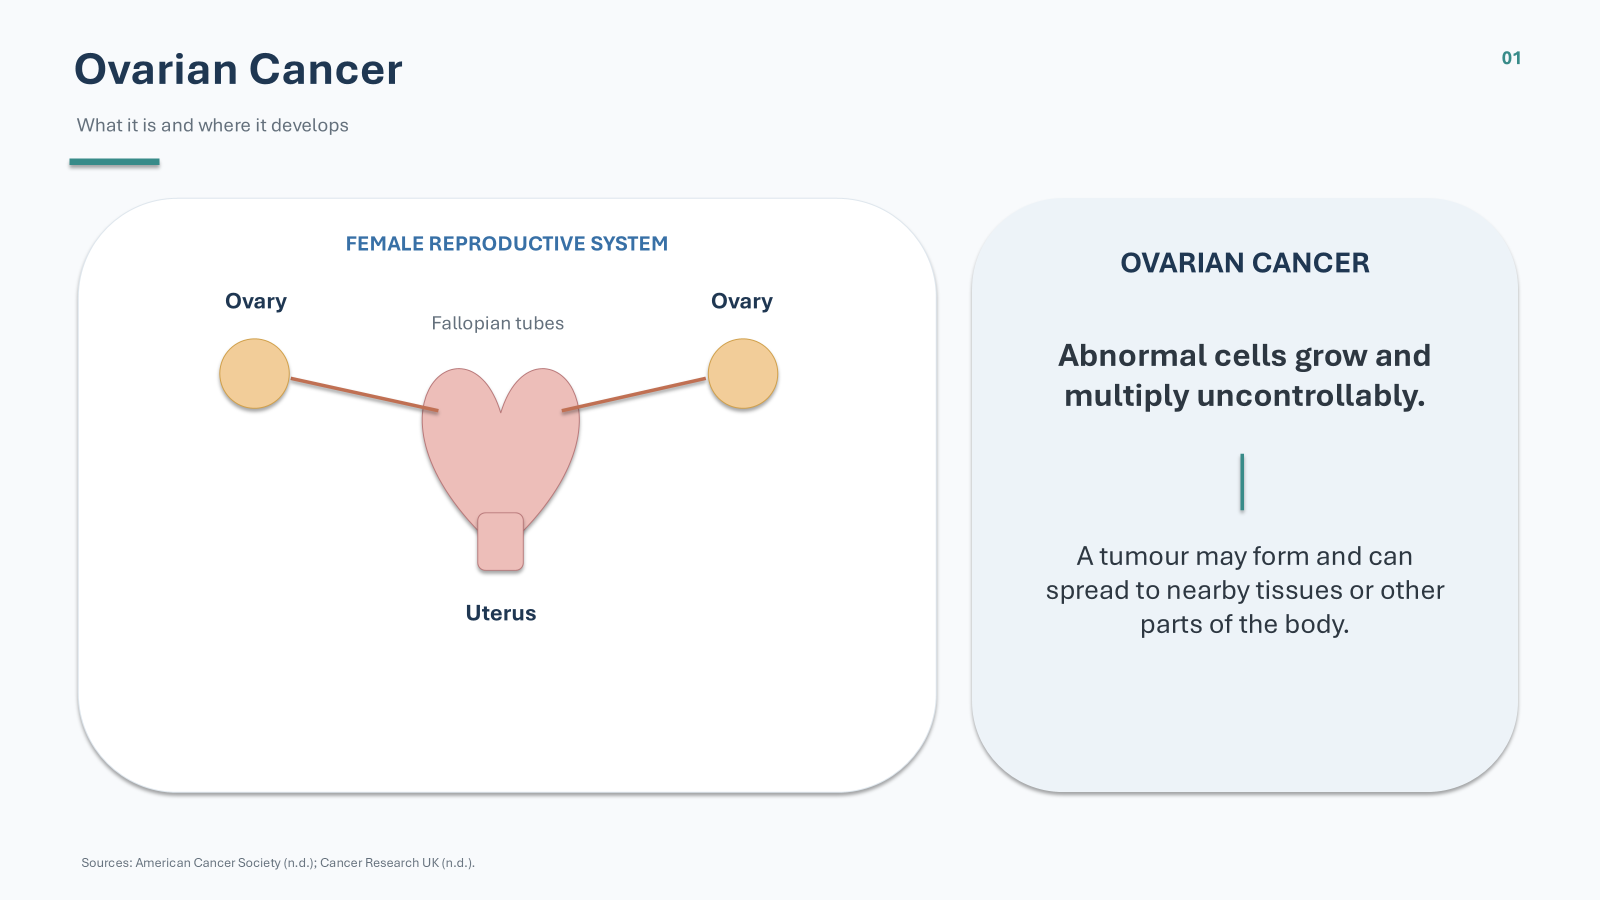 Ovarian Cancer
01
What it is and where it develops
FEMALE REPRODUCTIVE SYSTEM
Ovary
Ovary
Fallopian tubes
Uterus
OVARIAN CANCER
Abnormal cells grow and
multiply uncontrollably.
A tumour may form and can
spread to nearby tissues or other
parts of the body.
Sources: American Cancer Society (n.d.); Cancer Research UK (n.d.).